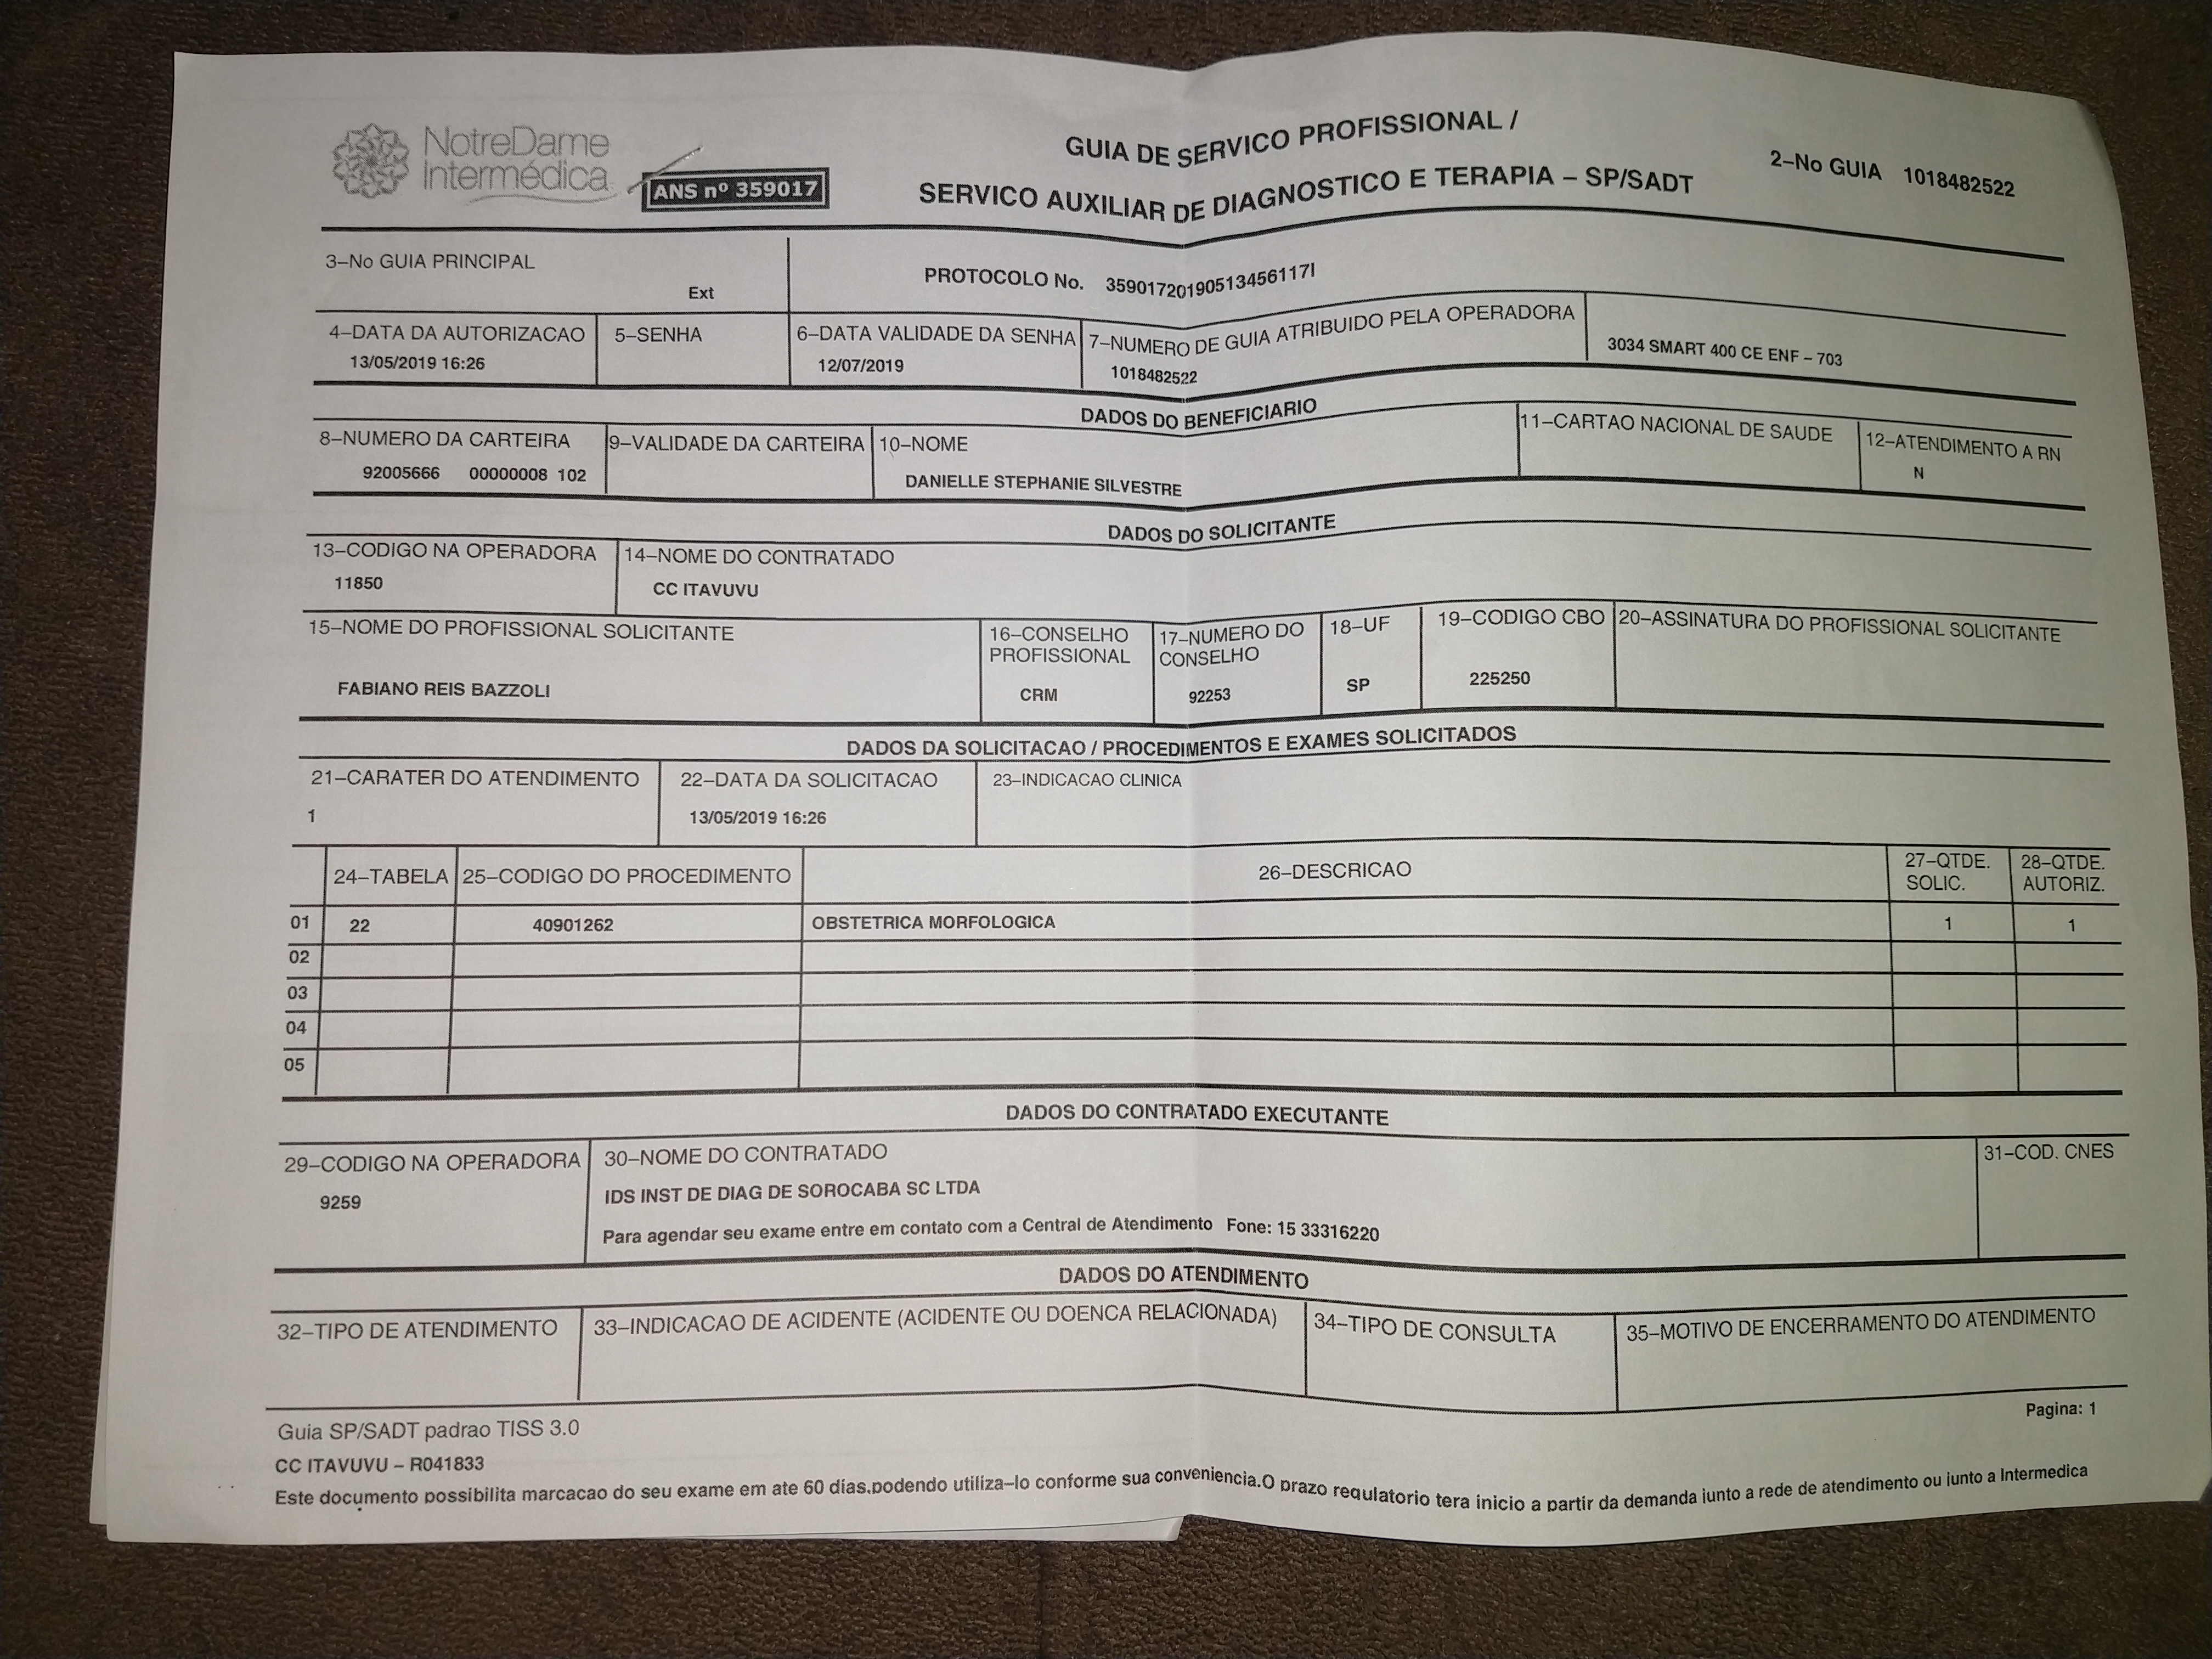 NotreDame
Intermédica
ANS nº 359017
GUIA DE SERVICO PROFISSIONAL /
SERVICO AUXILIAR DE DIAGNOSTICO E TERAPIA – SP/SADT
2–No GUIA 1018482522
3–No GUIA PRINCIPAL
Ext
PROTOCOLO No. 35901720190513456117I
4–DATA DA AUTORIZACAO 5–SENHA 6–DATA VALIDADE DA SENHA 7–NUMERO DE GUIA ATRIBUIDO PELA OPERADORA
13/05/2019 16:26 12/07/2019 1018482522 3034 SMART 400 CE ENF – 703
DADOS DO BENEFICIARIO
8–NUMERO DA CARTEIRA 9–VALIDADE DA CARTEIRA 10–NOME 11–CARTAO NACIONAL DE SAUDE 12–ATENDIMENTO A RN
92005666 00000008 102 DANIELLE STEPHANIE SILVESTRE N
DADOS DO SOLICITANTE
13–CODIGO NA OPERADORA 14–NOME DO CONTRATADO
11850 CC ITAVUVU
15–NOME DO PROFISSIONAL SOLICITANTE 16–CONSELHO PROFISSIONAL 17–NUMERO DO CONSELHO 18–UF 19–CODIGO CBO 20–ASSINATURA DO PROFISSIONAL SOLICITANTE
FABIANO REIS BAZZOLI CRM 92253 SP 225250
DADOS DA SOLICITACAO / PROCEDIMENTOS E EXAMES SOLICITADOS
21–CARATER DO ATENDIMENTO 22–DATA DA SOLICITACAO 23–INDICACAO CLINICA
1 13/05/2019 16:26
24–TABELA 25–CODIGO DO PROCEDIMENTO 26–DESCRICAO 27–QTDE. SOLIC. 28–QTDE. AUTORIZ.
01 22 40901262 OBSTETRICA MORFOLOGICA 1 1
02
03
04
05
DADOS DO CONTRATADO EXECUTANTE
29–CODIGO NA OPERADORA 30–NOME DO CONTRATADO 31–COD. CNES
9259 IDS INST DE DIAG DE SOROCABA SC LTDA
Para agendar seu exame entre em contato com a Central de Atendimento Fone: 15 33316220
DADOS DO ATENDIMENTO
32–TIPO DE ATENDIMENTO 33–INDICACAO DE ACIDENTE (ACIDENTE OU DOENCA RELACIONADA) 34–TIPO DE CONSULTA 35–MOTIVO DE ENCERRAMENTO DO ATENDIMENTO
Guia SP/SADT padrao TISS 3.0
Pagina: 1
CC ITAVUVU – R041833
Este documento possibilita marcacao do seu exame em ate 60 dias,podendo utiliza–lo conforme sua conveniencia.O prazo regulatorio tera inicio a partir da demanda junto a rede de atendimento ou junto a Intermedica